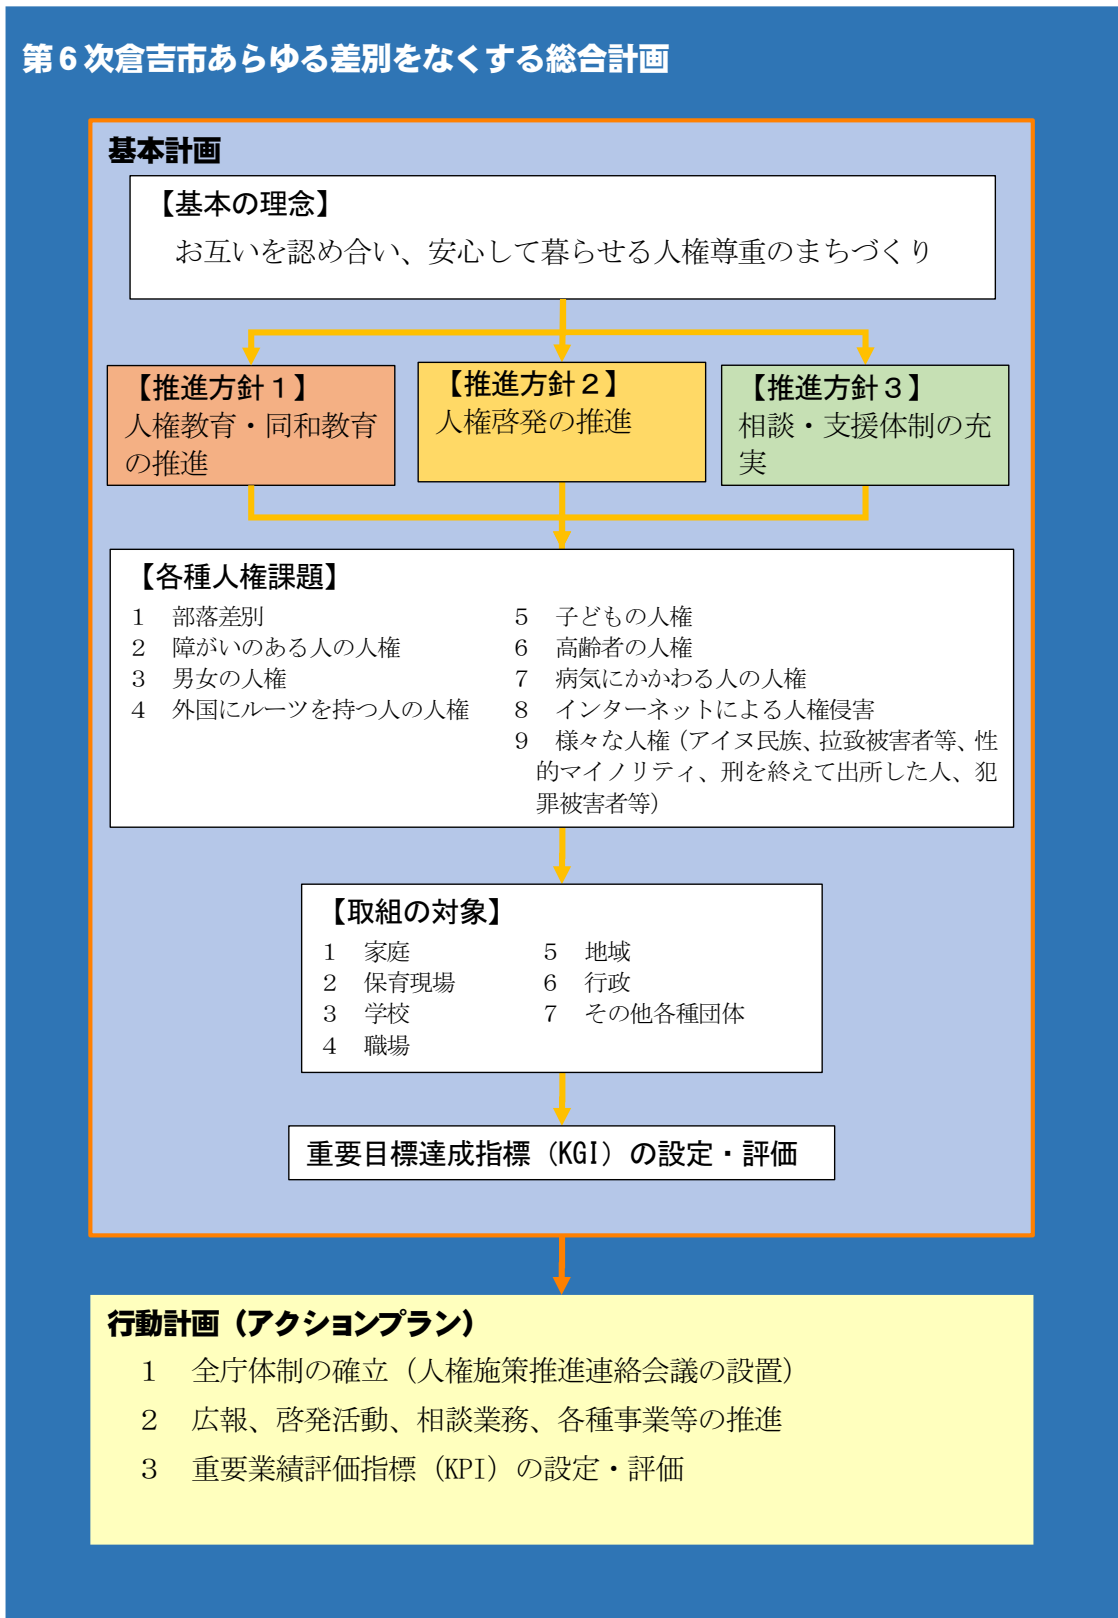 第6次倉吉市あらゆる差別をなくする総合計画
基本計画
【基本の理念】
お互いを認め合い、安心して暮らせる人権尊重のまちづくり
【推進方針1】
人権教育・同和教育
の推進
【推進方針2】
人権啓発の推進
【推進方針3】
相談・支援体制の充
実
【各種人権課題】
1 部落差別
2 障がいのある人の人権
3 男女の人権
4 外国にルーツを持つ人の人権
5 子どもの人権
6 高齢者の人権
7 病気にかかわる人の人権
8 インターネットによる人権侵害
9 様々な人権（アイヌ民族、拉致被害者等、性
的マイノリティ、刑を終えて出所した人、犯
罪被害者等）
【取組の対象】
1 家庭
2 保育現場
3 学校
4 職場
5 地域
6 行政
7 その他各種団体
重要目標達成指標（KGI）の設定・評価
行動計画（アクションプラン）
1 全庁体制の確立（人権施策推進連絡会議の設置）
2 広報、啓発活動、相談業務、各種事業等の推進
3 重要業績評価指標（KPI）の設定・評価